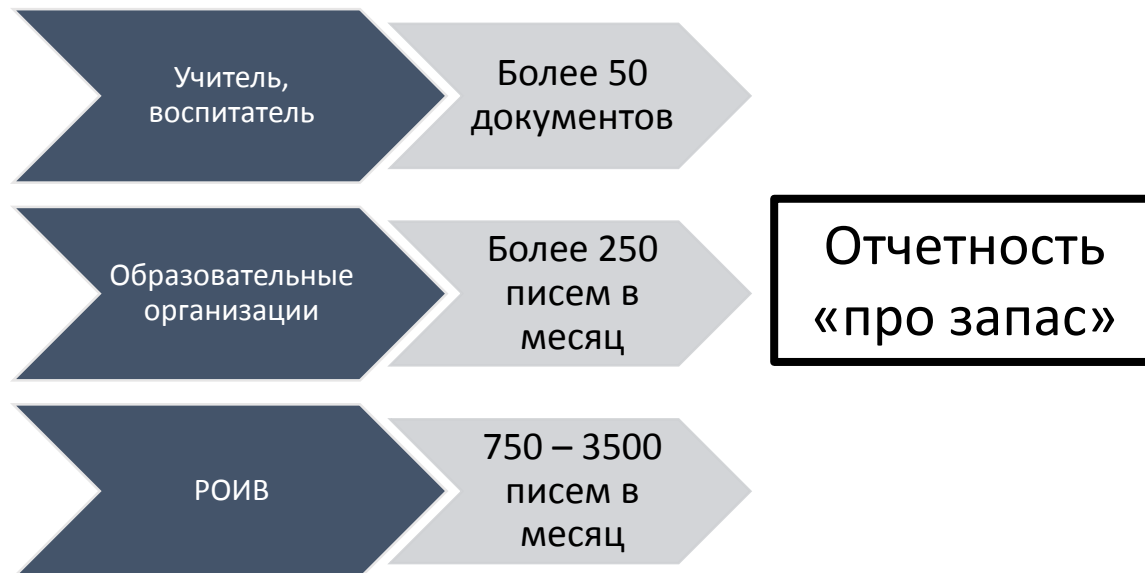 Учитель,
воспитатель
Более 50
документов
Образовательные
организации
Более 250
писем в
месяц
РОИВ
750 – 3500
писем в
месяц
Отчетность
«про запас»